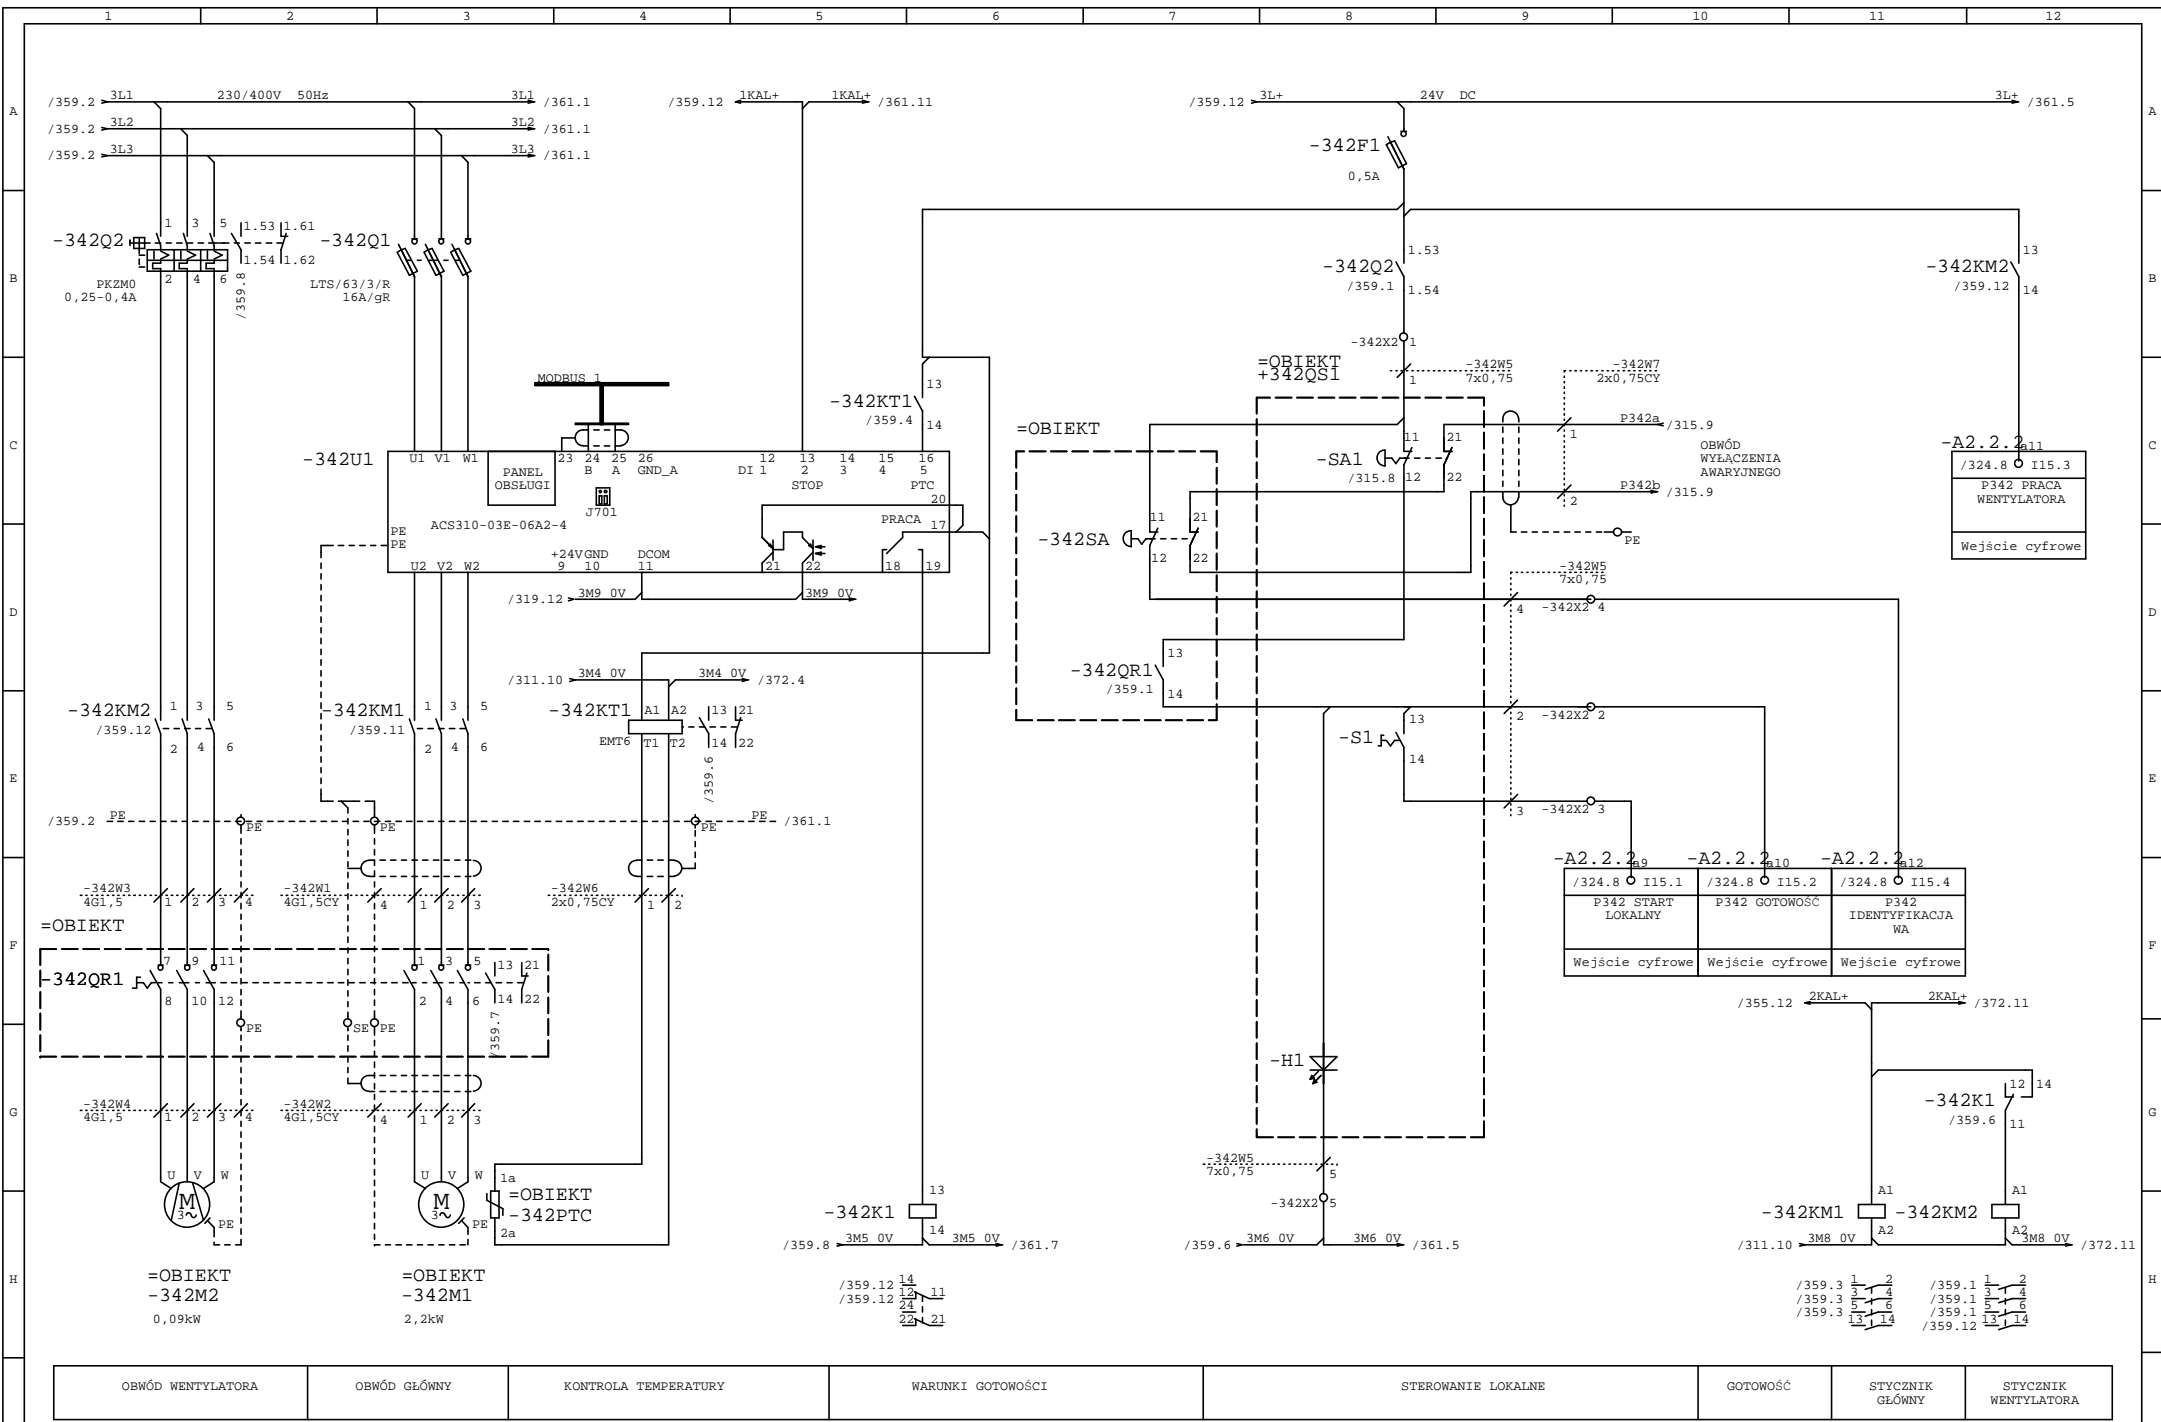 1 2 3 4 5 6 7 8 9 10 11 12
A A
/359.2 3L1 230/400V 50Hz 3L1 /361.1
/359.2 3L2 3L2 /361.1
/359.2 3L3 3L3 /361.1
/359.12 1KAL+ 1KAL+ /361.11
/359.12 3L+ 24V DC 3L+ /361.5
-342F1
0,5A
B B
-342Q2
1 3 5
1.53 1.61
1.54 1.62
2 4 6
PKZM0
0,25-0,4A
/359.8
-342Q1
LTS/63/3/R
16A/gR
1.53
-342Q2
/359.1
1.54
-342X2 1
13
-342KM2
/359.12
14
C C
MODBUS 1
13
-342KT1
/359.4
14
=OBIEKT
=OBIEKT
+342QS1
1
-342W5
7x0,75
-342W7
2x0,75CY
-342U1
U1 V1 W1
PANEL
OBSŁUGI
23 24 25 26
B A GND_A
J701
12 13 14 15 16
DI 1 2 3 4 5
STOP PTC
20
PRACA 17
ACS310-03E-06A2-4
PE
PE
+24V GND DCOM
9 10 11
21 22 18 19
U2 V2 W2
11 21
-SA1
/315.8
12 22
1
P342a /315.9
OBWÓD
WYŁĄCZENIA
AWARYJNEGO
P342b /315.9
2
PE
-A2.2.2 a11
/324.8 I15.3
P342 PRACA
WENTYLATORA
Wejście cyfrowe
11 21
-342SA
12 22
D D
/319.12 3M9 0V 3M9 0V
-342W5
7x0,75
4 -342X2 4
13
-342QR1
/359.1
14
/311.10 3M4 0V 3M4 0V /372.4
E E
-342KM2
/359.12
1 3 5
2 4 6
-342KM1
/359.11
1 3 5
2 4 6
-342KT1
A1 A2
EMT6
T1 T2
13 21
14 22
/359.6
2 -342X2 2
13
-S1
14
3 -342X2 3
/359.2 PE PE PE PE PE /361.1
F F
-342W3
4G1,5
1 2 3 4
-342W1
4G1,5CY
4 1 2 3
-342W6
2x0,75CY
1 2
-A2.2.2 a9
/324.8 I15.1
P342 START
LOKALNY
Wejście cyfrowe
-A2.2.2 a10
/324.8 I15.2
P342 GOTOWOŚĆ
Wejście cyfrowe
-A2.2.2 a12
/324.8 I15.4
P342
IDENTYFIKACJA
WA
Wejście cyfrowe
=OBIEKT
-342QR1
7 9 11
8 10 12
1 3 5
2 4 6
13 21
14 22
/359.7
PE SE PE
/355.12 2KAL+ 2KAL+ /372.11
G G
-H1
-342W4
4G1,5
1 2 3 4
-342W2
4G1,5CY
4 1 2 3
12 14
-342K1
/359.6
11
-342W5
7x0,75
5
-342X2 5
H H
U V W
M
3~
PE
U V W
M
3~
PE
1a
=OBIEKT
-342PTC
2a
13
-342K1
14
/359.8 3M5 0V 3M5 0V /361.7
/359.6 3M6 0V 3M6 0V /361.5
A1
-342KM1
A2
A1
-342KM2
A2
/311.10 3M8 0V 3M8 0V /372.11
=OBIEKT
-342M2
0,09kW
=OBIEKT
-342M1
2,2kW
/359.12 14
/359.12 12 11
24
22 21
/359.3 1 2
/359.3 3 4
/359.3 5 6
13 14
/359.1 1 2
/359.1 3 4
/359.1 5 6
/359.12 13 14
OBWÓD WENTYLATORA
OBWÓD GŁÓWNY
KONTROLA TEMPERATURY
WARUNKI GOTOWOŚCI
STEROWANIE LOKALNE
GOTOWOŚĆ
STYCZNIK
GŁÓWNY
STYCZNIK
WENTYLATORA